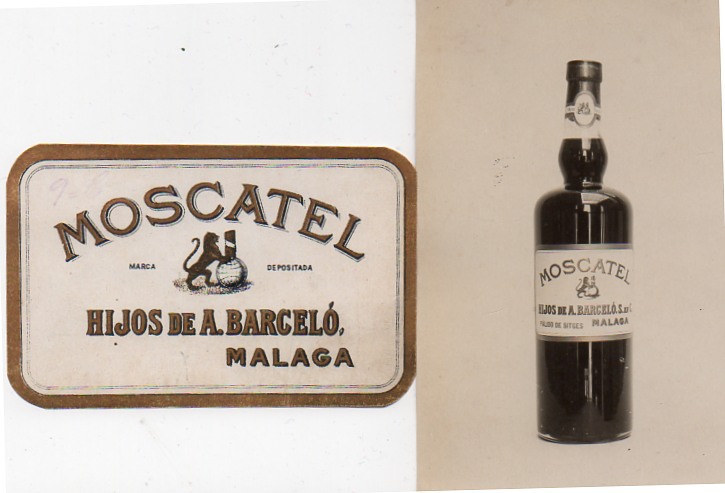 MOSCATEL
MARCA DEPOSITADA
HIJOS DE A. BARCELÓ,
MALAGA
MOSCATEL
HIJOS DE A. BARCELÓ, S. EN C.
MALAGA